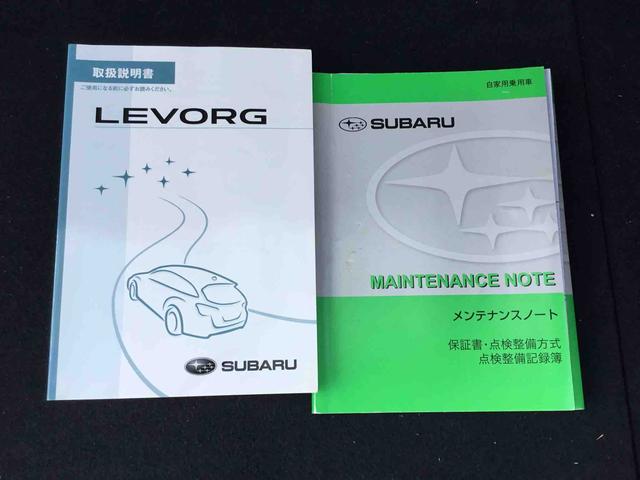 取扱説明書
ご使用になる前に必ずお読みください。
LEVORG
SUBARU
自家用乗用車
SUBARU
MAINTENANCE NOTE
メンテナンスノート
保証書・点検整備方式
点検整備記録簿